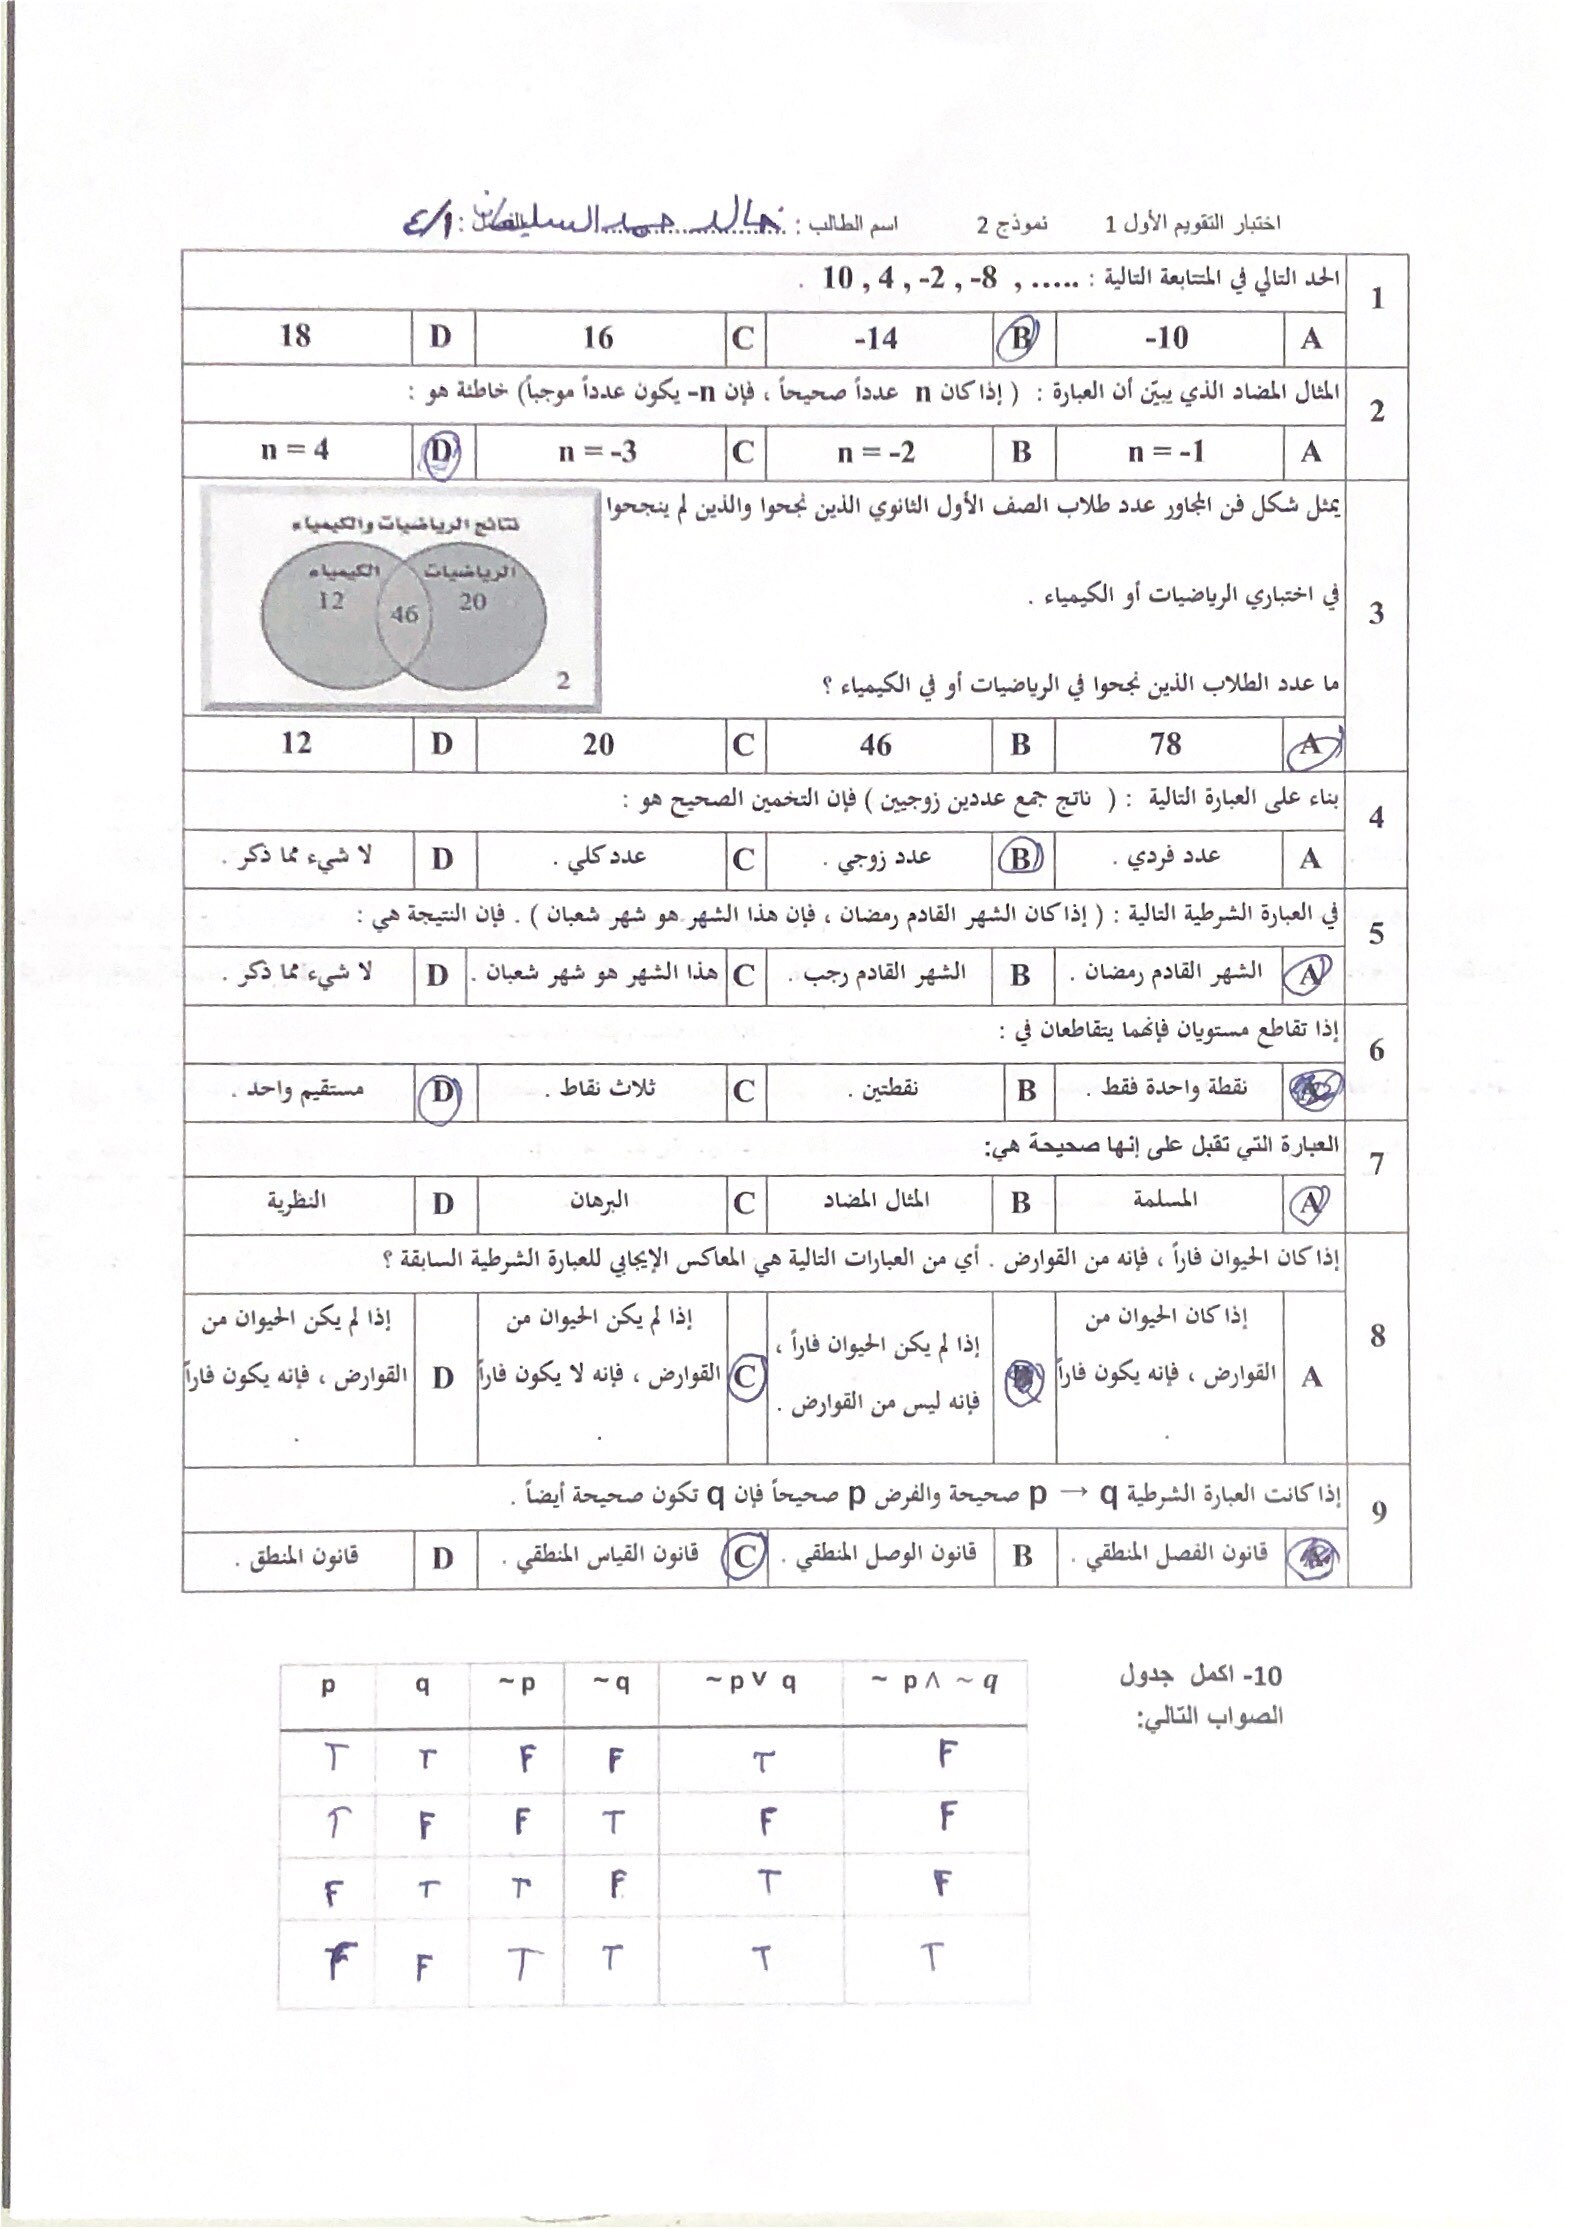 اختبار التقويم الأول 1 نموذج 2 اسم الطالب : خالد حمد السليمان : ٤/١
1 الحد التالي في المتتابعة التالية : 10 , 4 , -2 , -8 , ..... .
A -10 B -14 C 16 D 18
2 المثال المضاد الذي يبيّن أن العبارة : ( إذا كان n عدداً صحيحاً ، فإن n- يكون عدداً موجباً) خاطئة هو :
A n = -1 B n = -2 C n = -3 D n = 4
3 يمثل شكل فن المجاور عدد طلاب الصف الأول الثانوي الذين نجحوا والذين لم ينجحوا
في اختباري الرياضيات أو الكيمياء .
ما عدد الطلاب الذين نجحوا في الرياضيات أو في الكيمياء ؟
نتائج الرياضيات والكيمياء
الرياضيات الكيمياء
20 46 12
2
A 78 B 46 C 20 D 12
4 بناء على العبارة التالية : ( ناتج جمع عددين زوجيين ) فإن التخمين الصحيح هو :
A عدد فردي . B عدد زوجي . C عدد كلي . D لا شيء مما ذكر .
5 في العبارة الشرطية التالية : ( إذا كان الشهر القادم رمضان ، فإن هذا الشهر هو شهر شعبان ) . فإن النتيجة هي :
A الشهر القادم رمضان . B الشهر القادم رجب . C هذا الشهر هو شهر شعبان . D لا شيء مما ذكر .
6 إذا تقاطع مستويان فإنهما يتقاطعان في :
A نقطة واحدة فقط . B نقطتين . C ثلاث نقاط . D مستقيم واحد .
7 العبارة التي تقبل على إنها صحيحة هي:
A المسلمة B المثال المضاد C البرهان D النظرية
8 إذا كان الحيوان فاراً ، فإنه من القوارض . أي من العبارات التالية هي المعاكس الإيجابي للعبارة الشرطية السابقة ؟
A إذا كان الحيوان من
القوارض ، فإنه يكون فاراً
.
B إذا لم يكن الحيوان فاراً ،
فإنه ليس من القوارض .
C إذا لم يكن الحيوان من
القوارض ، فإنه لا يكون فاراً
.
D إذا لم يكن الحيوان من
القوارض ، فإنه يكون فاراً
.
9 إذا كانت العبارة الشرطية p → q صحيحة والفرض p صحيحاً فإن q تكون صحيحة أيضاً .
A قانون الفصل المنطقي . B قانون الوصل المنطقي . C قانون القياس المنطقي . D قانون المنطق .
10- اكمل جدول
الصواب التالي:
p q ~p ~q ~p∨ q ~ p∧ ~q
T T F F T F
T F F T F F
F T T F T F
F F T T T T